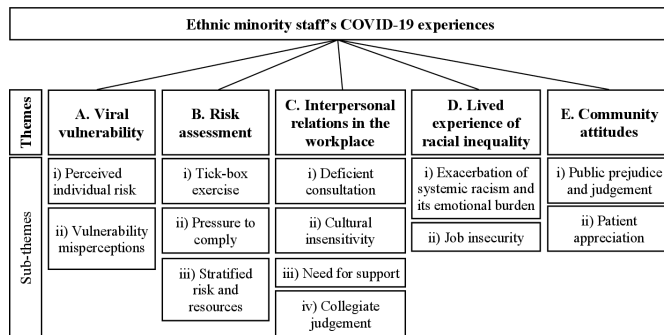 Ethnic minority staff's COVID-19 experiences
Themes
A. Viral
vulnerability
B. Risk
assessment
C. Interpersonal
relations in the
workplace
D. Lived
experience of
racial inequality
E. Community
attitudes
Sub-themes
i) Perceived
individual risk
ii) Vulnerability
misperceptions
i) Tick-box
exercise
ii) Pressure to
comply
iii) Stratified
risk and
resources
i) Deficient
consultation
ii) Cultural
insensitivity
iii) Need for support
iv) Collegiate
judgement
i) Exacerbation of
systemic racism and
its emotional burden
ii) Job insecurity
i) Public prejudice
and judgement
ii) Patient
appreciation